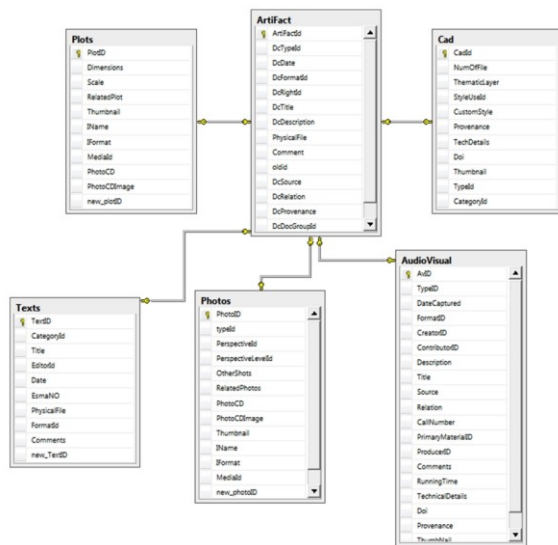 ArtiFact
ArtiFactId
DcTypeId
DcDate
DcFormatId
DcRightId
DcTitle
DcDescription
PhysicalFile
Comment
oldid
DcSource
DcRelation
DcProvenance
DcDocGroupId
Plots
PlotID
Dimensions
Scale
RelatedPlot
Thumbnail
IName
IFormat
MediaId
PhotoCD
PhotoCDImage
new_plotID
Cad
CadId
NumOfFile
ThematicLayer
StyleUseId
CustomStyle
Provenance
TechDetails
Doi
Thumbnail
TypeId
CategoryId
Texts
TextID
CategoryId
Title
EditorId
Date
EsmaNO
PhysicalFile
FormatId
Comments
new_TextID
Photos
PhotoID
typeId
PerspectiveId
PerspectiveLevelId
OtherShots
RelatedPhotos
PhotoCD
PhotoCDImage
Thumbnail
IName
IFormat
MediaId
new_photoID
AudioVisual
AvID
TypeID
DateCaptured
FormatID
CreatorID
ContributorID
Description
Title
Source
Relation
CallNumber
PrimaryMaterialID
ProducerID
Comments
RunningTime
TechnicalDetails
Doi
Provenance
ThumbNail